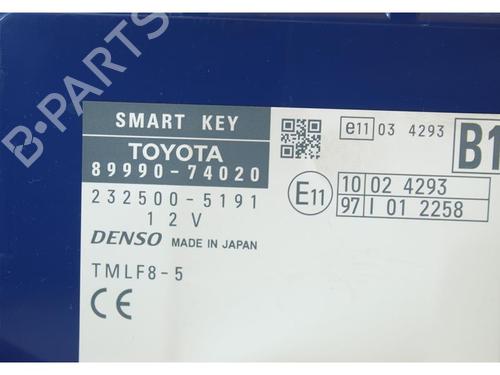 SMART KEY
TOYOTA
89990-74020
232500-5191
12V
DENSO MADE IN JAPAN
TMLF8-5
CE
e11 03 4293
B1
E11
10 02 4293
97 I 01 2258
B-PARTS